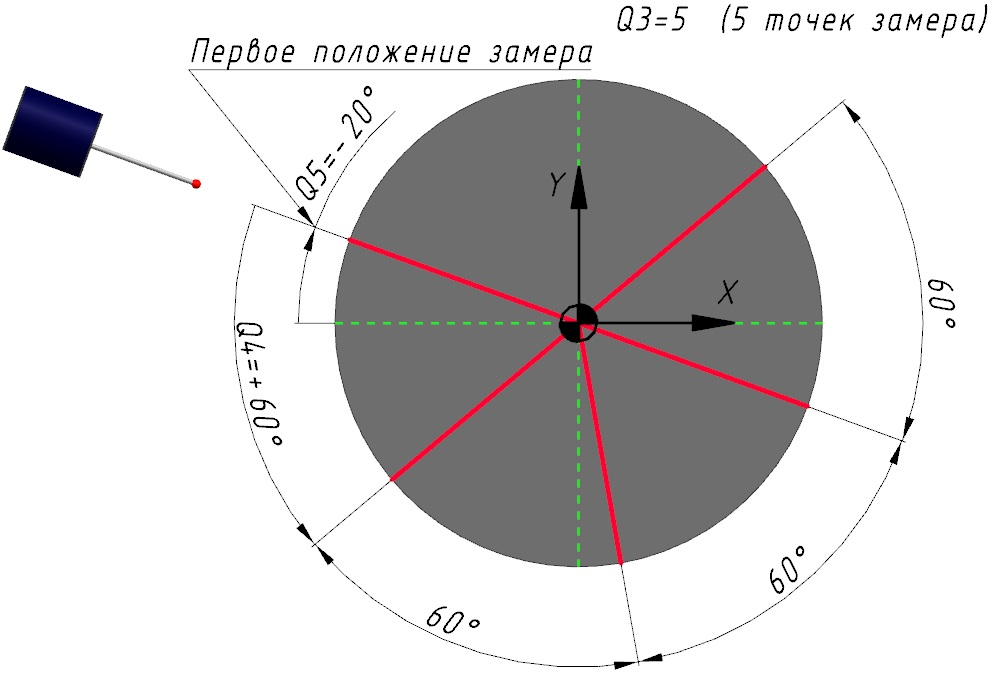 Q3=5 (5 точек замера)
Первое положение замера
Q5=-20°
Y
X
60°
Q4=+60°
60°
60°